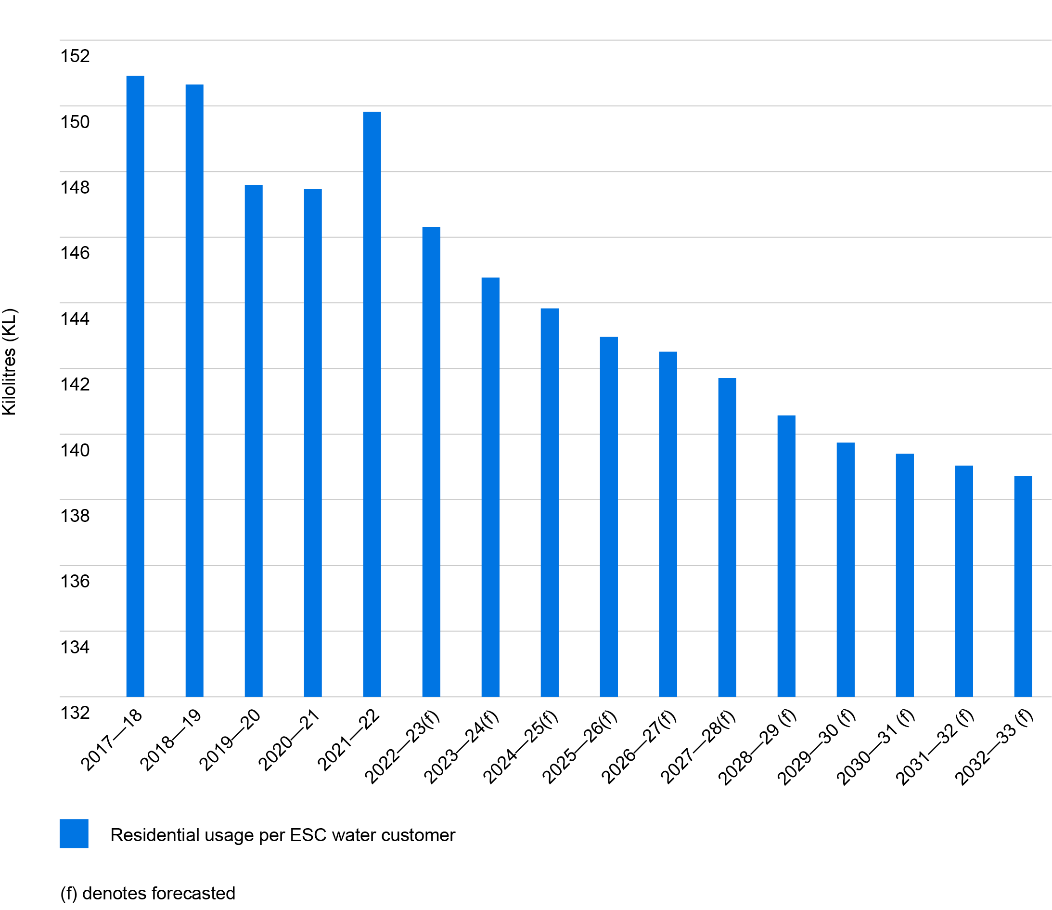 152
150
148
146
144
142
140
138
136
134
132
Kilolitres (KL)
2017—18
2018—19
2019—20
2020—21
2021—22
2022—23(f)
2023—24(f)
2024—25(f)
2025—26(f)
2026—27(f)
2027—28(f)
2028—29 (f)
2029—30 (f)
2030—31 (f)
2031—32 (f)
2032—33 (f)
Residential usage per ESC water customer
(f) denotes forecasted